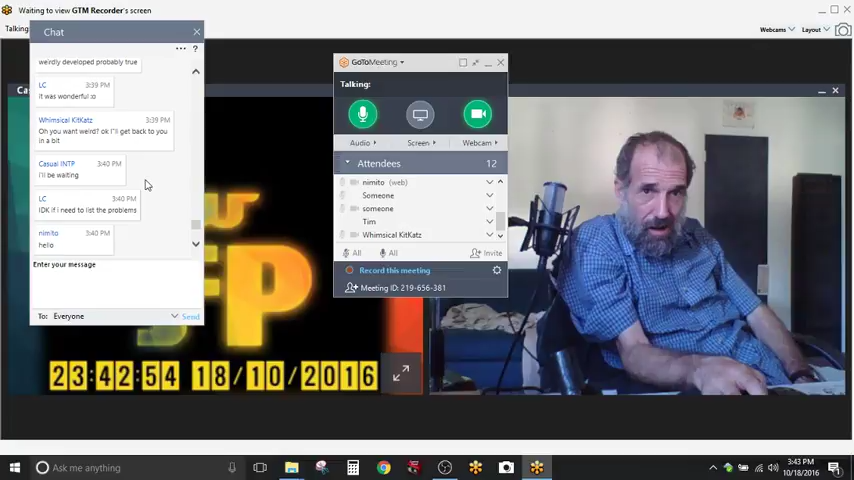 Waiting to view GTM Recorder's screen
Talking:
Webcams
Layout
Chat
weirdly developed probably true
LC 3:39 PM
it was wonderful :o
Whimsical KitKatz 3:39 PM
Oh you want weird? ok I'll get back to you
in a bit
Casual INTP 3:40 PM
i'll be waiting
LC 3:40 PM
IDK if i need to list the problems
nimito 3:40 PM
hello
Enter your message
To: Everyone
Send
GoToMeeting
Talking:
Audio
Screen
Webcam
Attendees 12
nimito (web)
Someone
someone
Tim
Whimsical KitKatz
All
All
Invite
Record this meeting
Meeting ID: 219-656-381
Ca
23:42:54 18/10/2016
Ask me anything
3:43 PM
10/18/2016